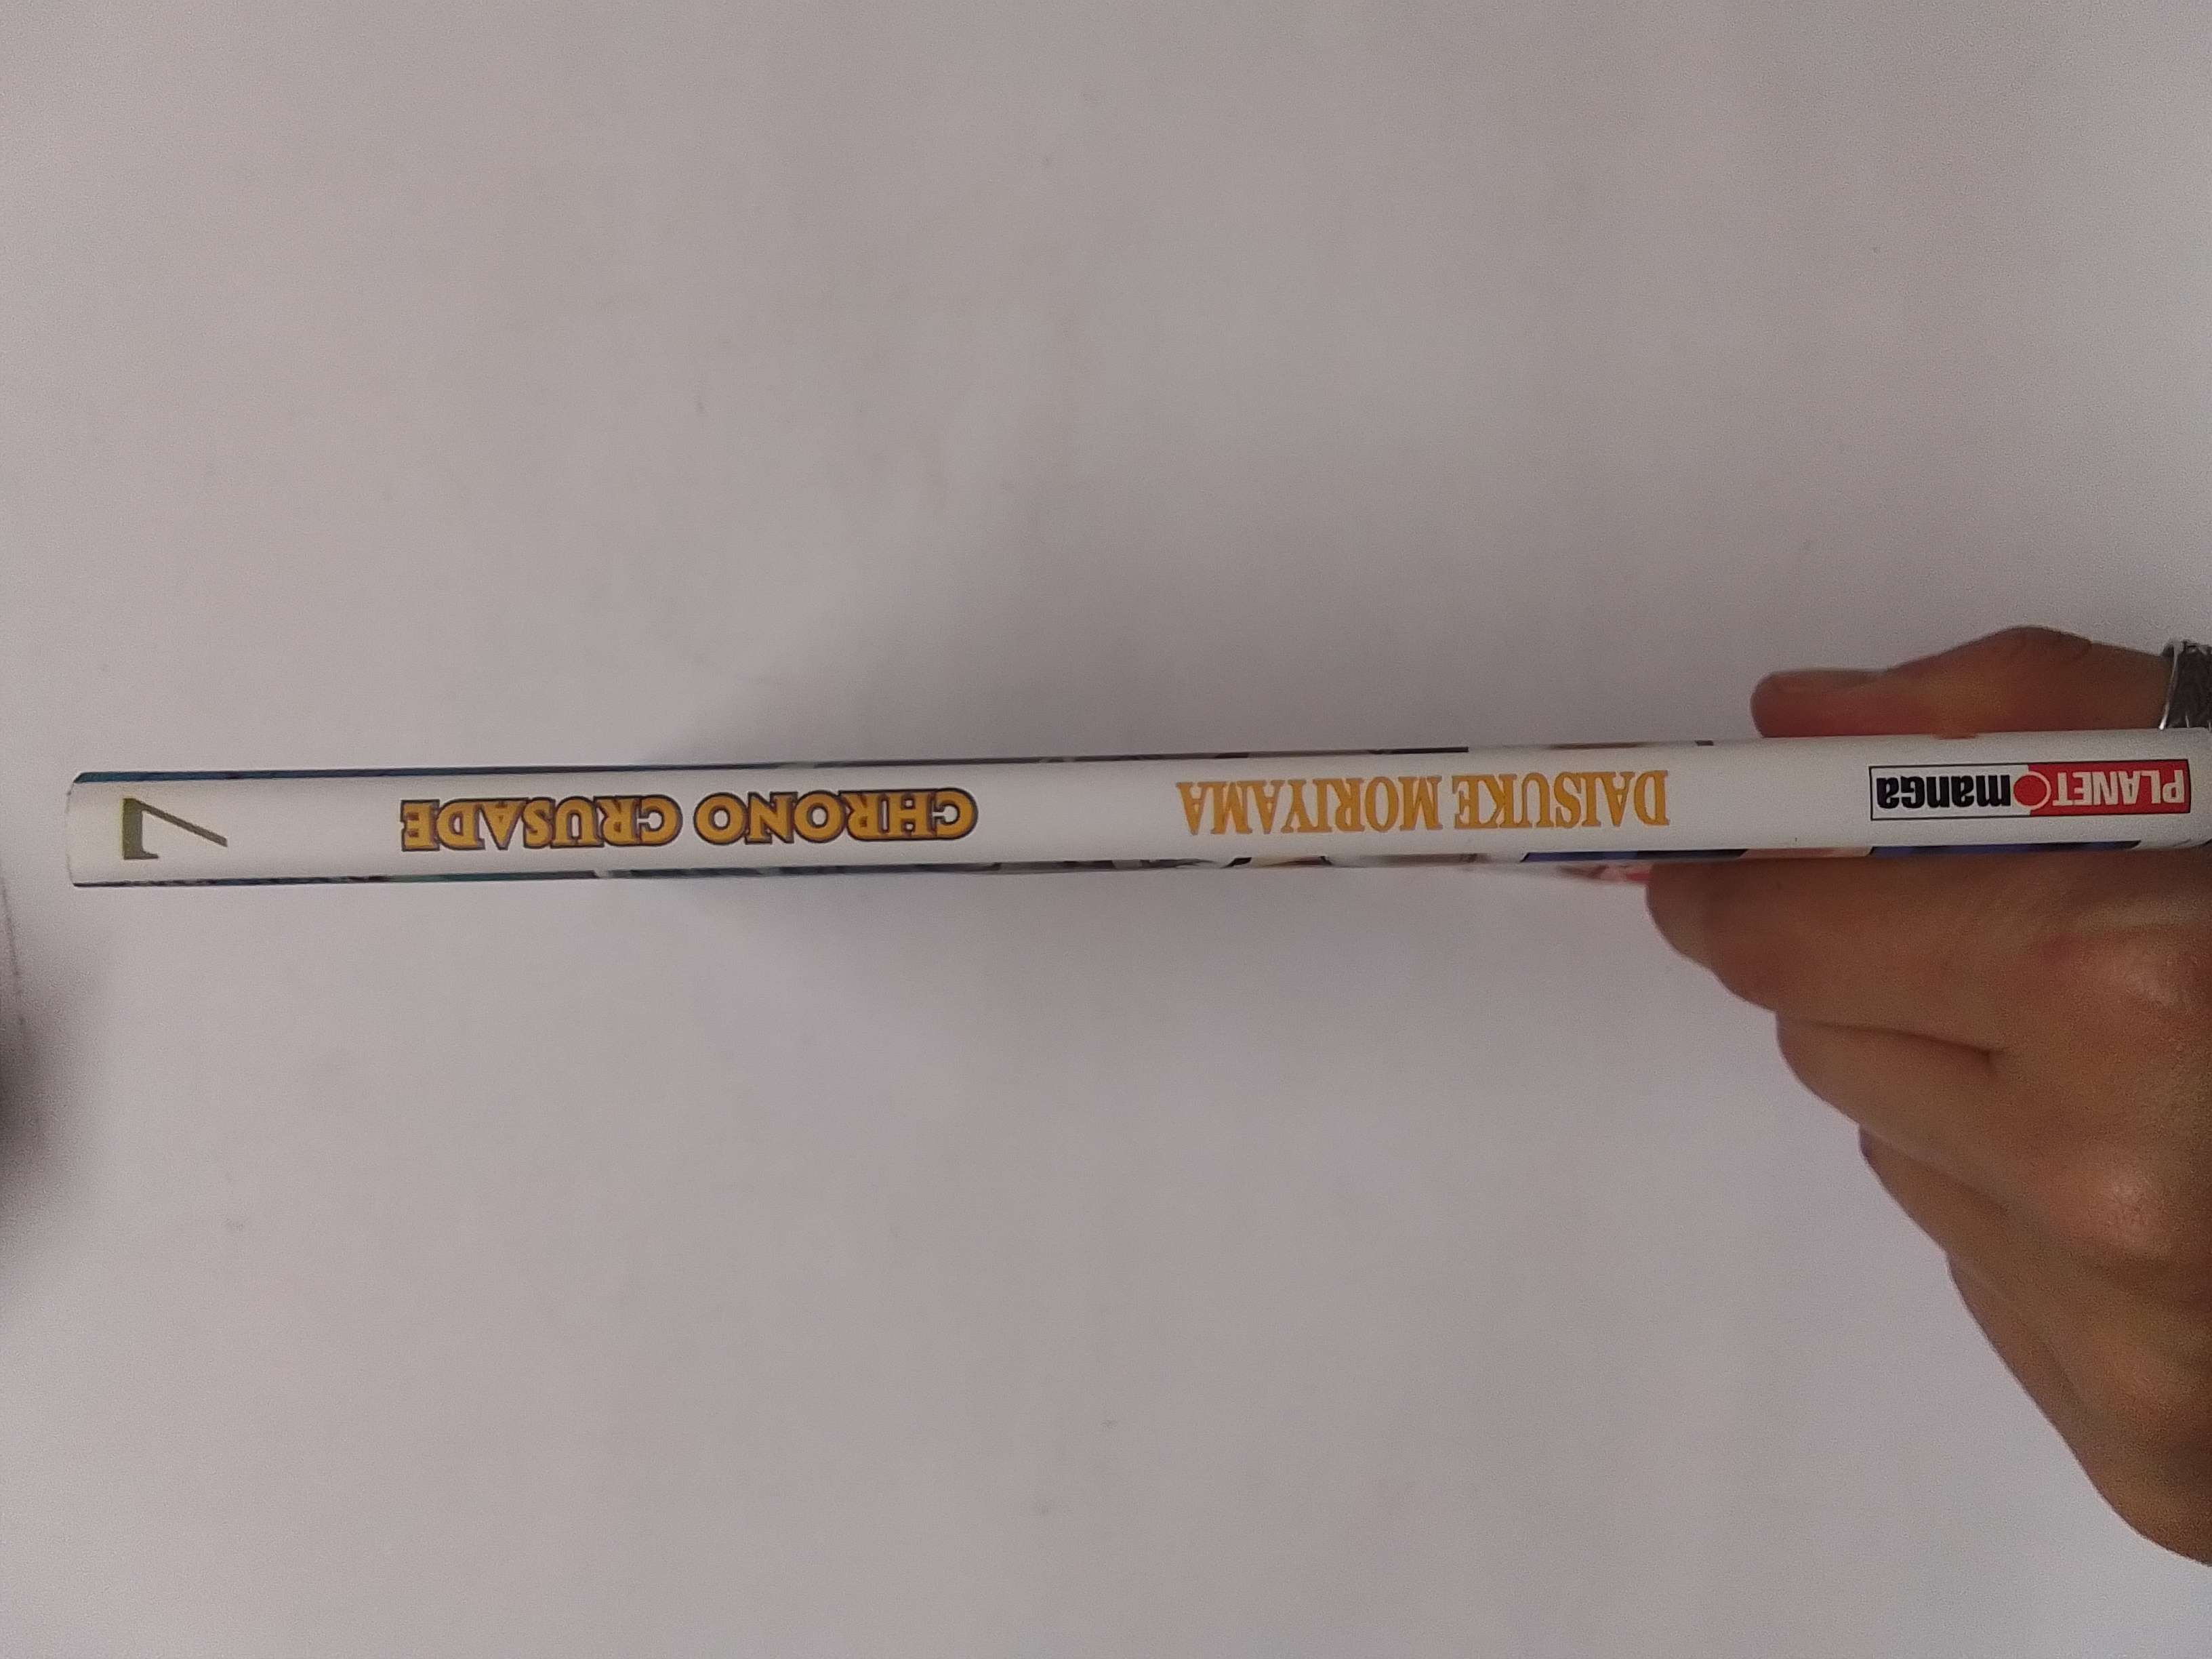 PLANET manga
DAISUKE MORIYAMA
CHRONO CRUSADE
7